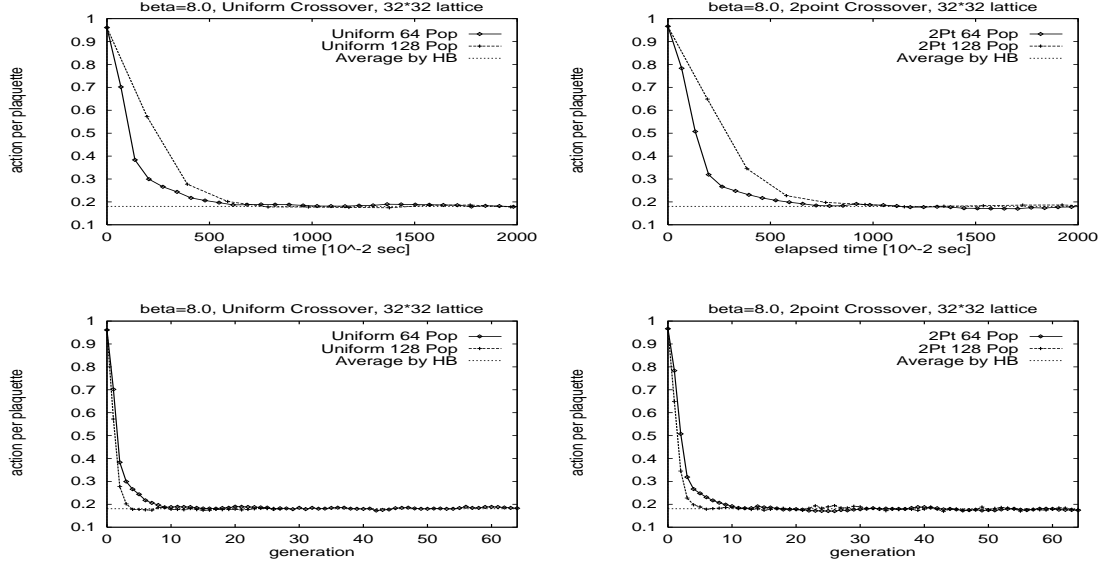 beta=8.0, Uniform Crossover, 32*32 lattice
action per plaquette
1
0.9
0.8
0.7
0.6
0.5
0.4
0.3
0.2
0.1
Uniform 64 Pop
Uniform 128 Pop
Average by HB
0 500 1000 1500 2000
elapsed time [10^-2 sec]
beta=8.0, 2point Crossover, 32*32 lattice
action per plaquette
1
0.9
0.8
0.7
0.6
0.5
0.4
0.3
0.2
0.1
2Pt 64 Pop
2Pt 128 Pop
Average by HB
0 500 1000 1500 2000
elapsed time [10^-2 sec]
beta=8.0, Uniform Crossover, 32*32 lattice
action per plaquette
1
0.9
0.8
0.7
0.6
0.5
0.4
0.3
0.2
0.1
Uniform 64 Pop
Uniform 128 Pop
Average by HB
0 10 20 30 40 50 60
generation
beta=8.0, 2point Crossover, 32*32 lattice
action per plaquette
1
0.9
0.8
0.7
0.6
0.5
0.4
0.3
0.2
0.1
2Pt 64 Pop
2Pt 128 Pop
Average by HB
0 10 20 30 40 50 60
generation